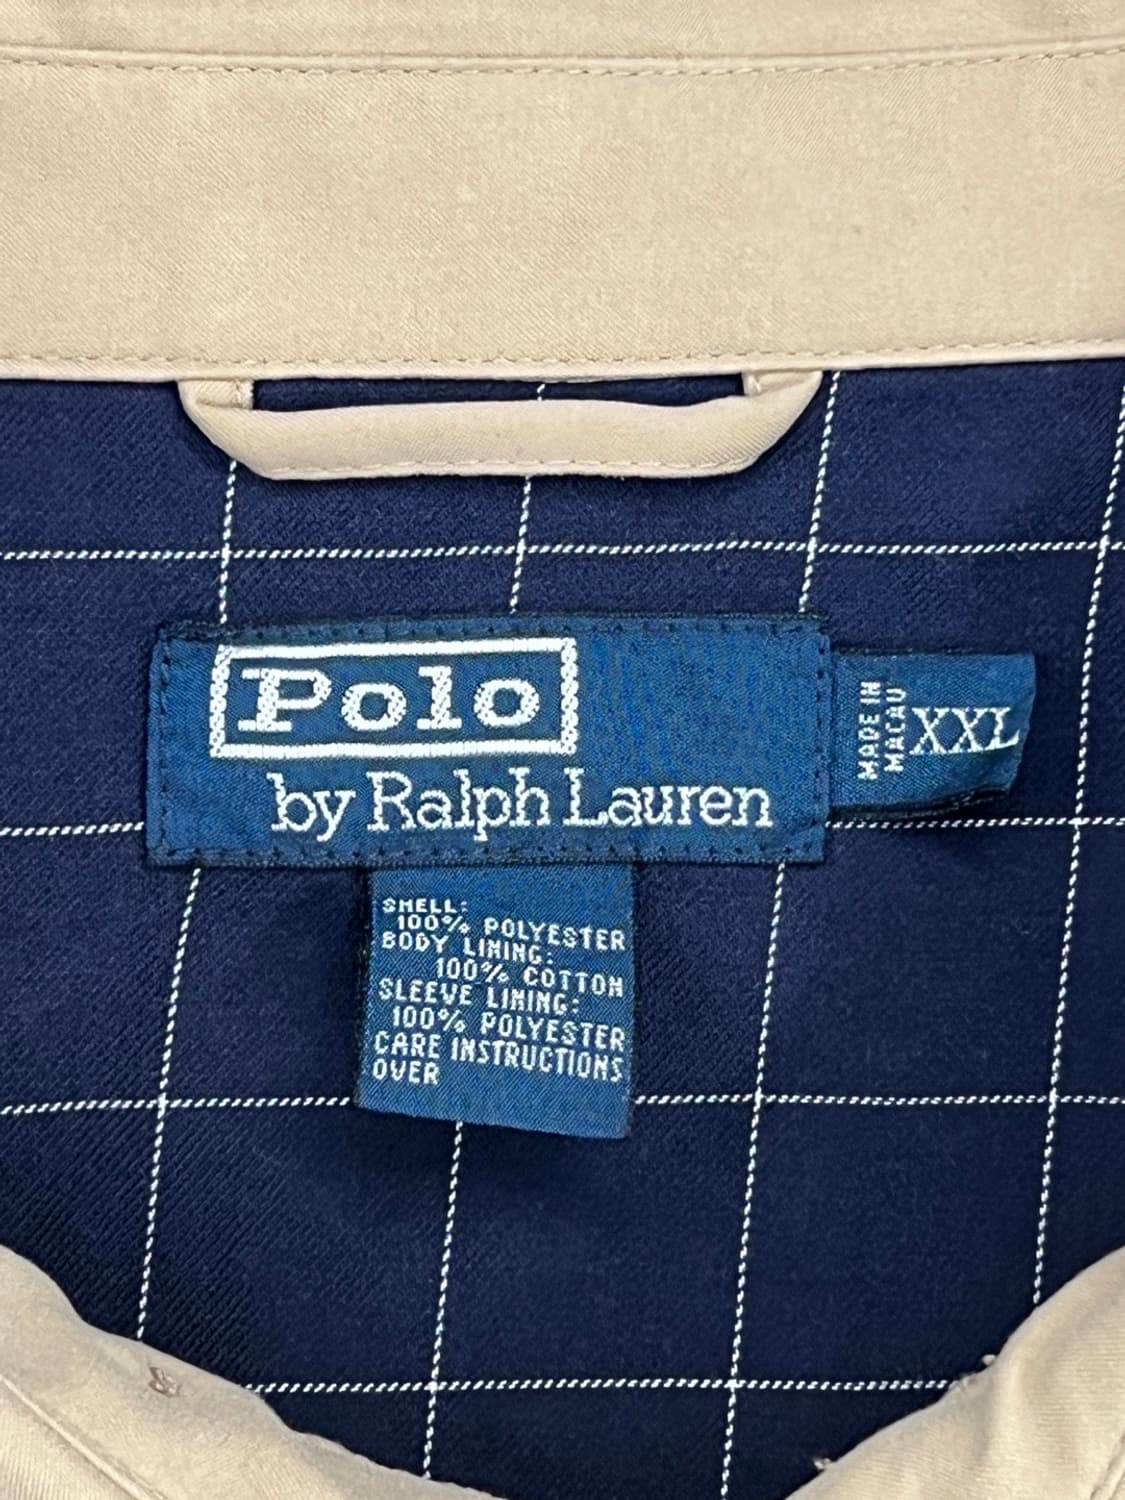 Polo
by Ralph Lauren
MADE IN
MACAU
XXL
SHELL:
100% POLYESTER
BODY LINING:
100% COTTON
SLEEVE LINING:
100% POLYESTER
CARE INSTRUCTIONS
OVER